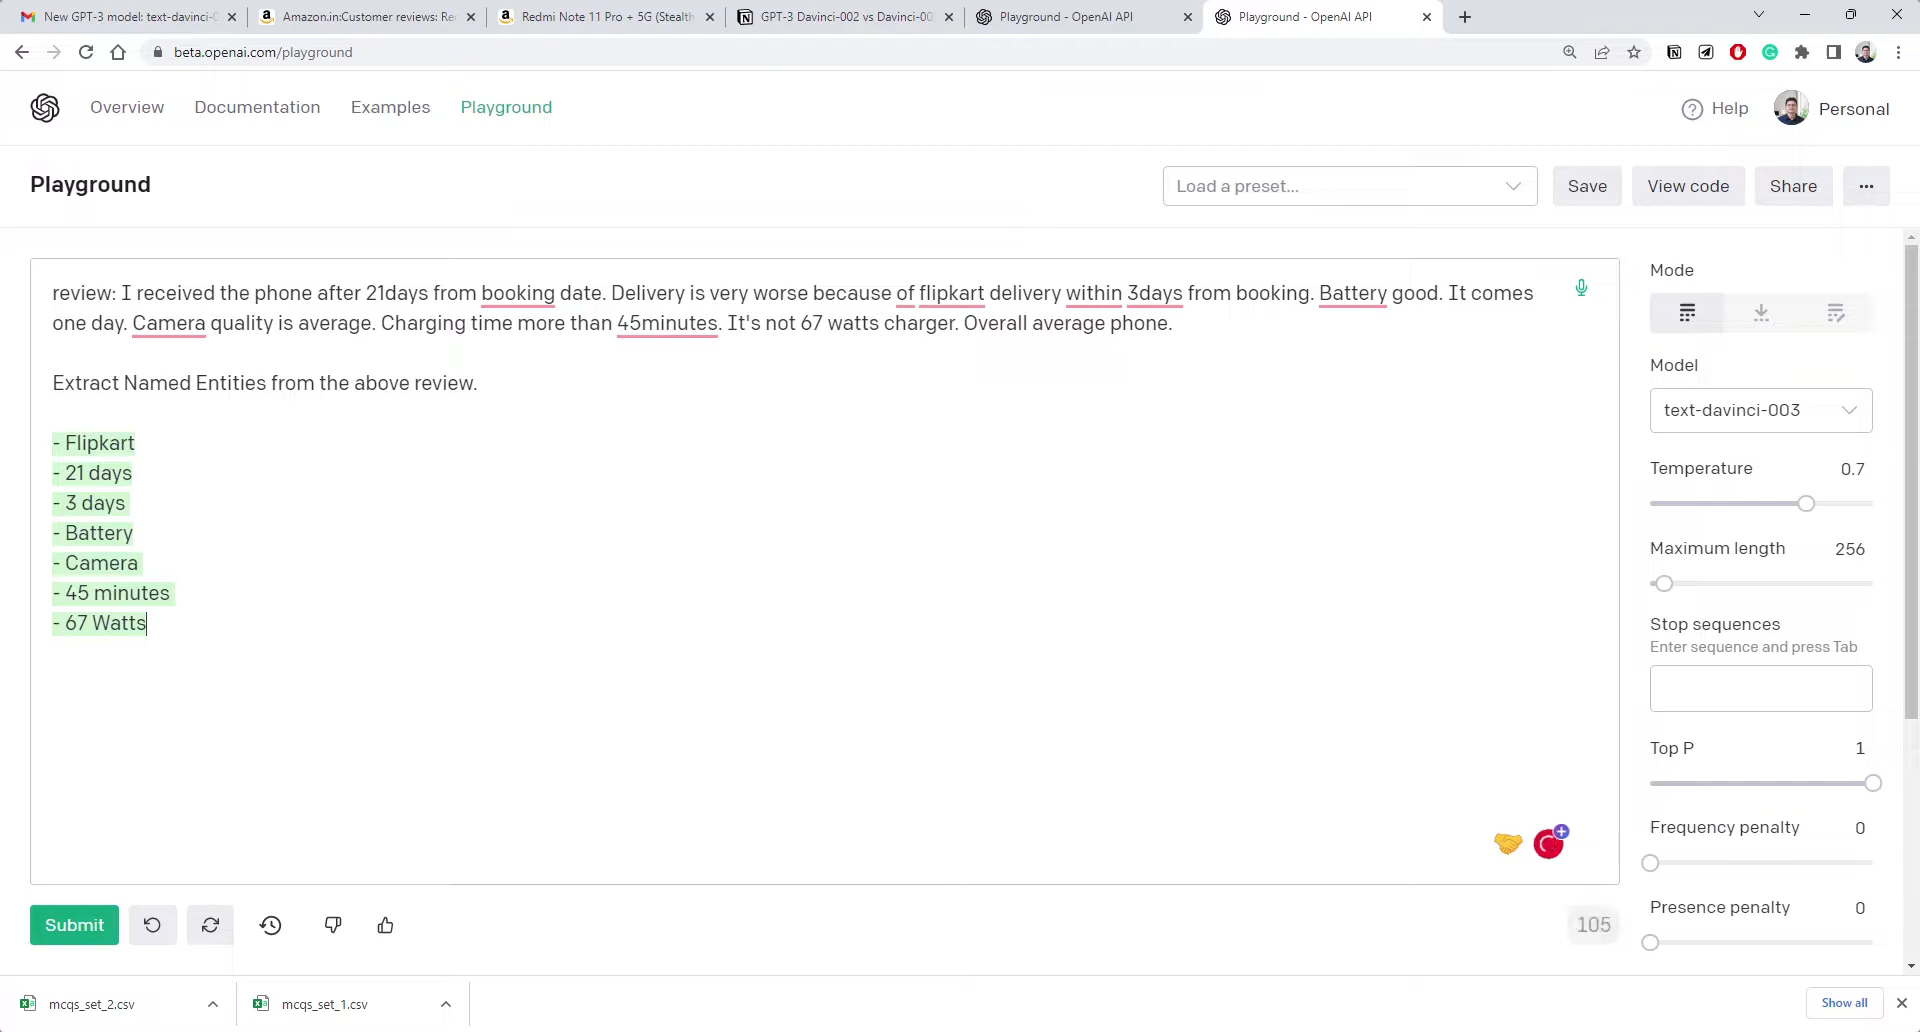 New GPT-3 model: text-davinci-0
Amazon.in:Customer reviews: Re
Redmi Note 11 Pro + 5G (Stealth
GPT-3 Davinci-002 vs Davinci-00
Playground - OpenAI API
Playground - OpenAI API
beta.openai.com/playground
Overview
Documentation
Examples
Playground
Help
Personal
Playground
Load a preset...
Save
View code
Share
review: I received the phone after 21days from booking date. Delivery is very worse because of flipkart delivery within 3days from booking. Battery good. It comes
one day. Camera quality is average. Charging time more than 45minutes. It's not 67 watts charger. Overall average phone.
Extract Named Entities from the above review.
- Flipkart
- 21 days
- 3 days
- Battery
- Camera
- 45 minutes
- 67 Watts
Mode
Model
text-davinci-003
Temperature 0.7
Maximum length 256
Stop sequences
Enter sequence and press Tab
Top P 1
Frequency penalty 0
Presence penalty 0
Submit
105
mcqs_set_2.csv
mcqs_set_1.csv
Show all